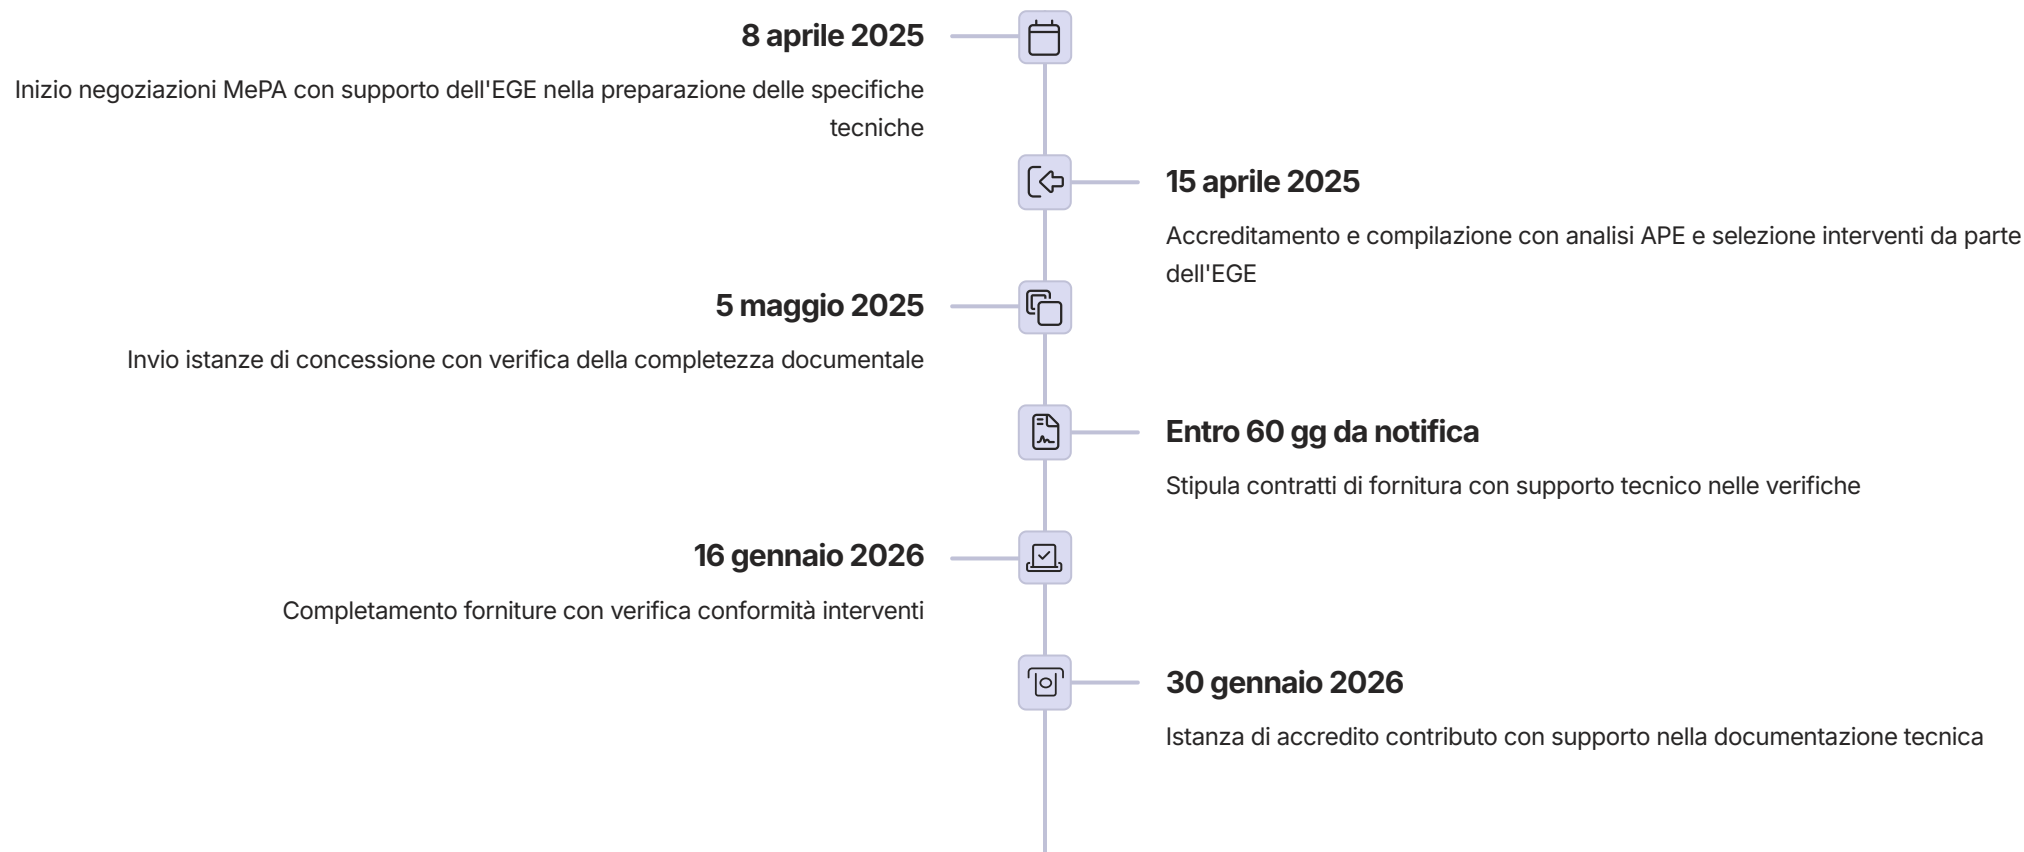 8 aprile 2025
Inizio negoziazioni MePA con supporto dell'EGE nella preparazione delle specifiche
tecniche
15 aprile 2025
Accreditamento e compilazione con analisi APE e selezione interventi da parte
dell'EGE
5 maggio 2025
Invio istanze di concessione con verifica della completezza documentale
Entro 60 gg da notifica
Stipula contratti di fornitura con supporto tecnico nelle verifiche
16 gennaio 2026
Completamento forniture con verifica conformità interventi
30 gennaio 2026
Istanza di accredito contributo con supporto nella documentazione tecnica